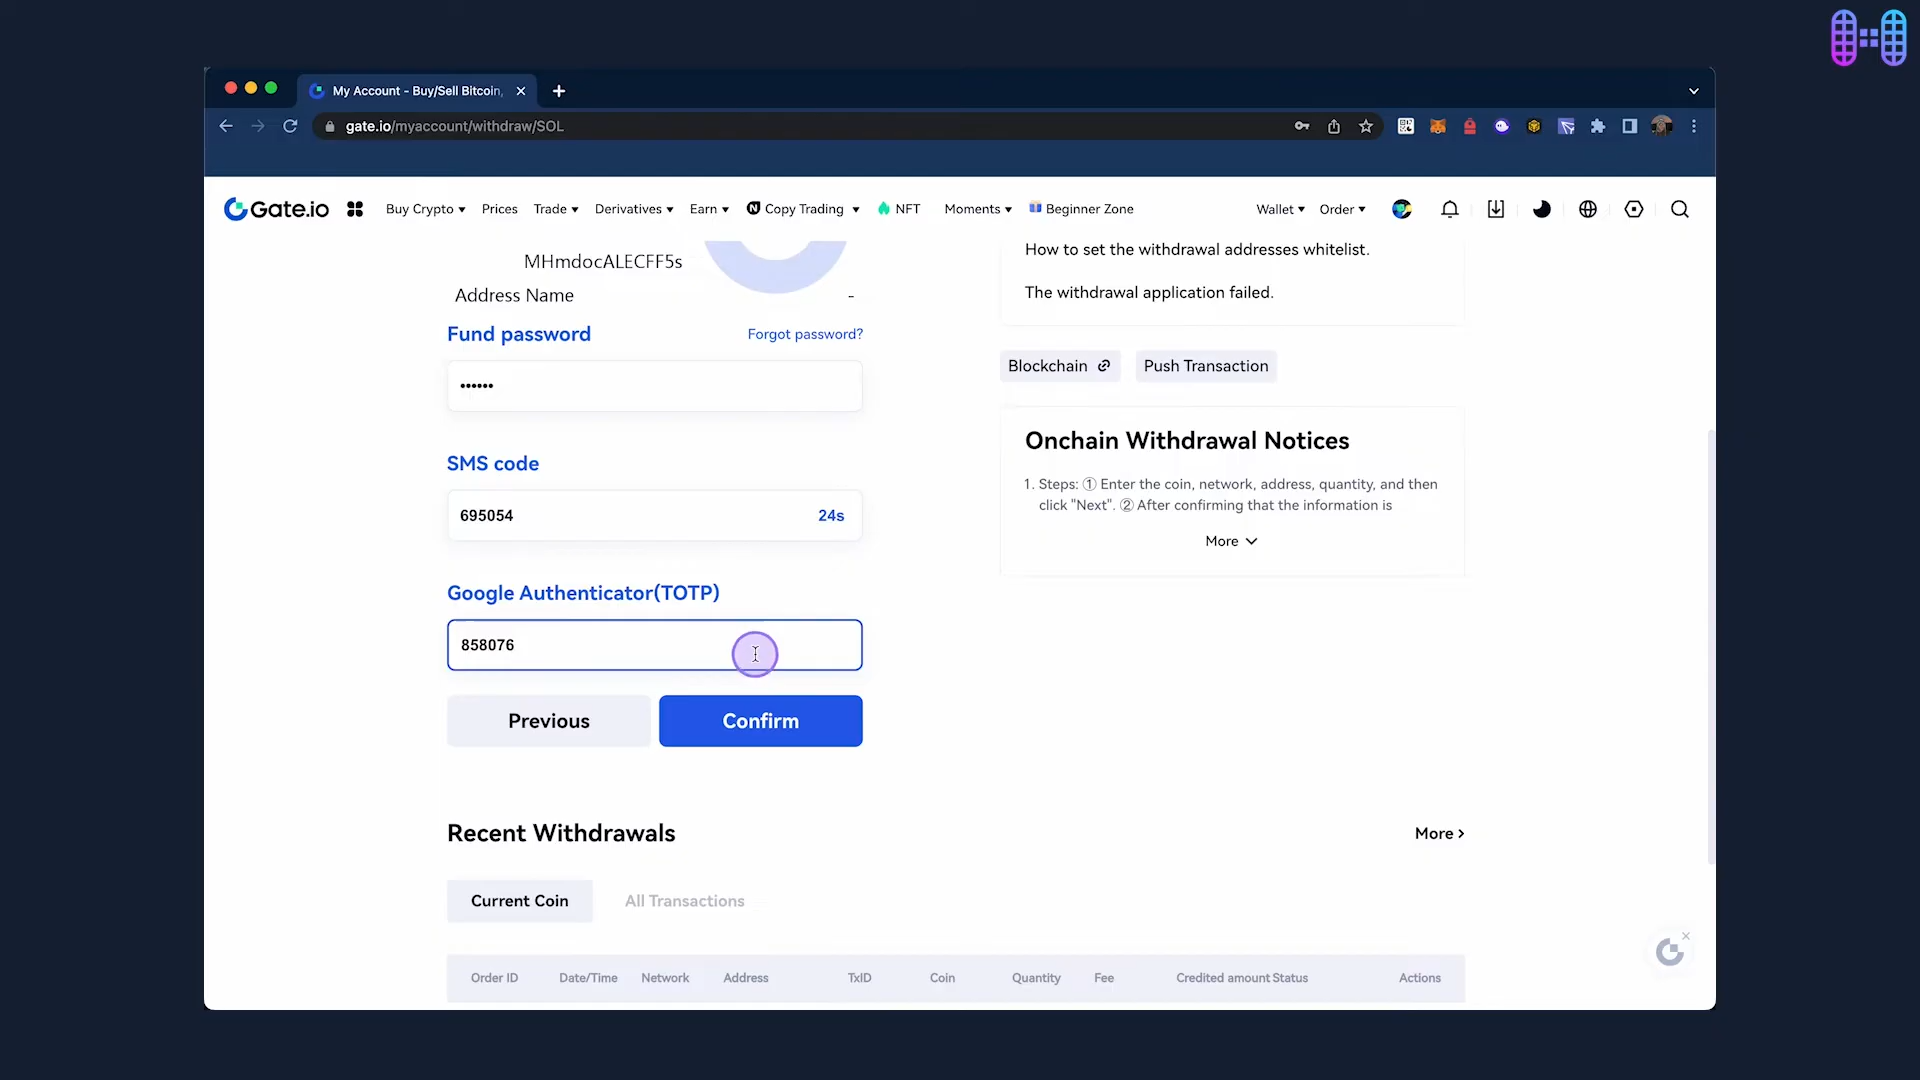 My Account - Buy/Sell Bitcoin,
gate.io/myaccount/withdraw/SOL
Gate.io
Buy Crypto
Prices
Trade
Derivatives
Earn
Copy Trading
NFT
Moments
Beginner Zone
Wallet
Order
MHmdocALECFF5s
Address Name -
Fund password
Forgot password?
••••••
SMS code
695054
24s
Google Authenticator(TOTP)
858076
Previous
Confirm
How to set the withdrawal addresses whitelist.
The withdrawal application failed.
Blockchain
Push Transaction
Onchain Withdrawal Notices
1. Steps: ① Enter the coin, network, address, quantity, and then
click "Next". ② After confirming that the information is
More
Recent Withdrawals
More >
Current Coin
All Transactions
Order ID Date/Time Network Address TxID Coin Quantity Fee Credited amount Status Actions